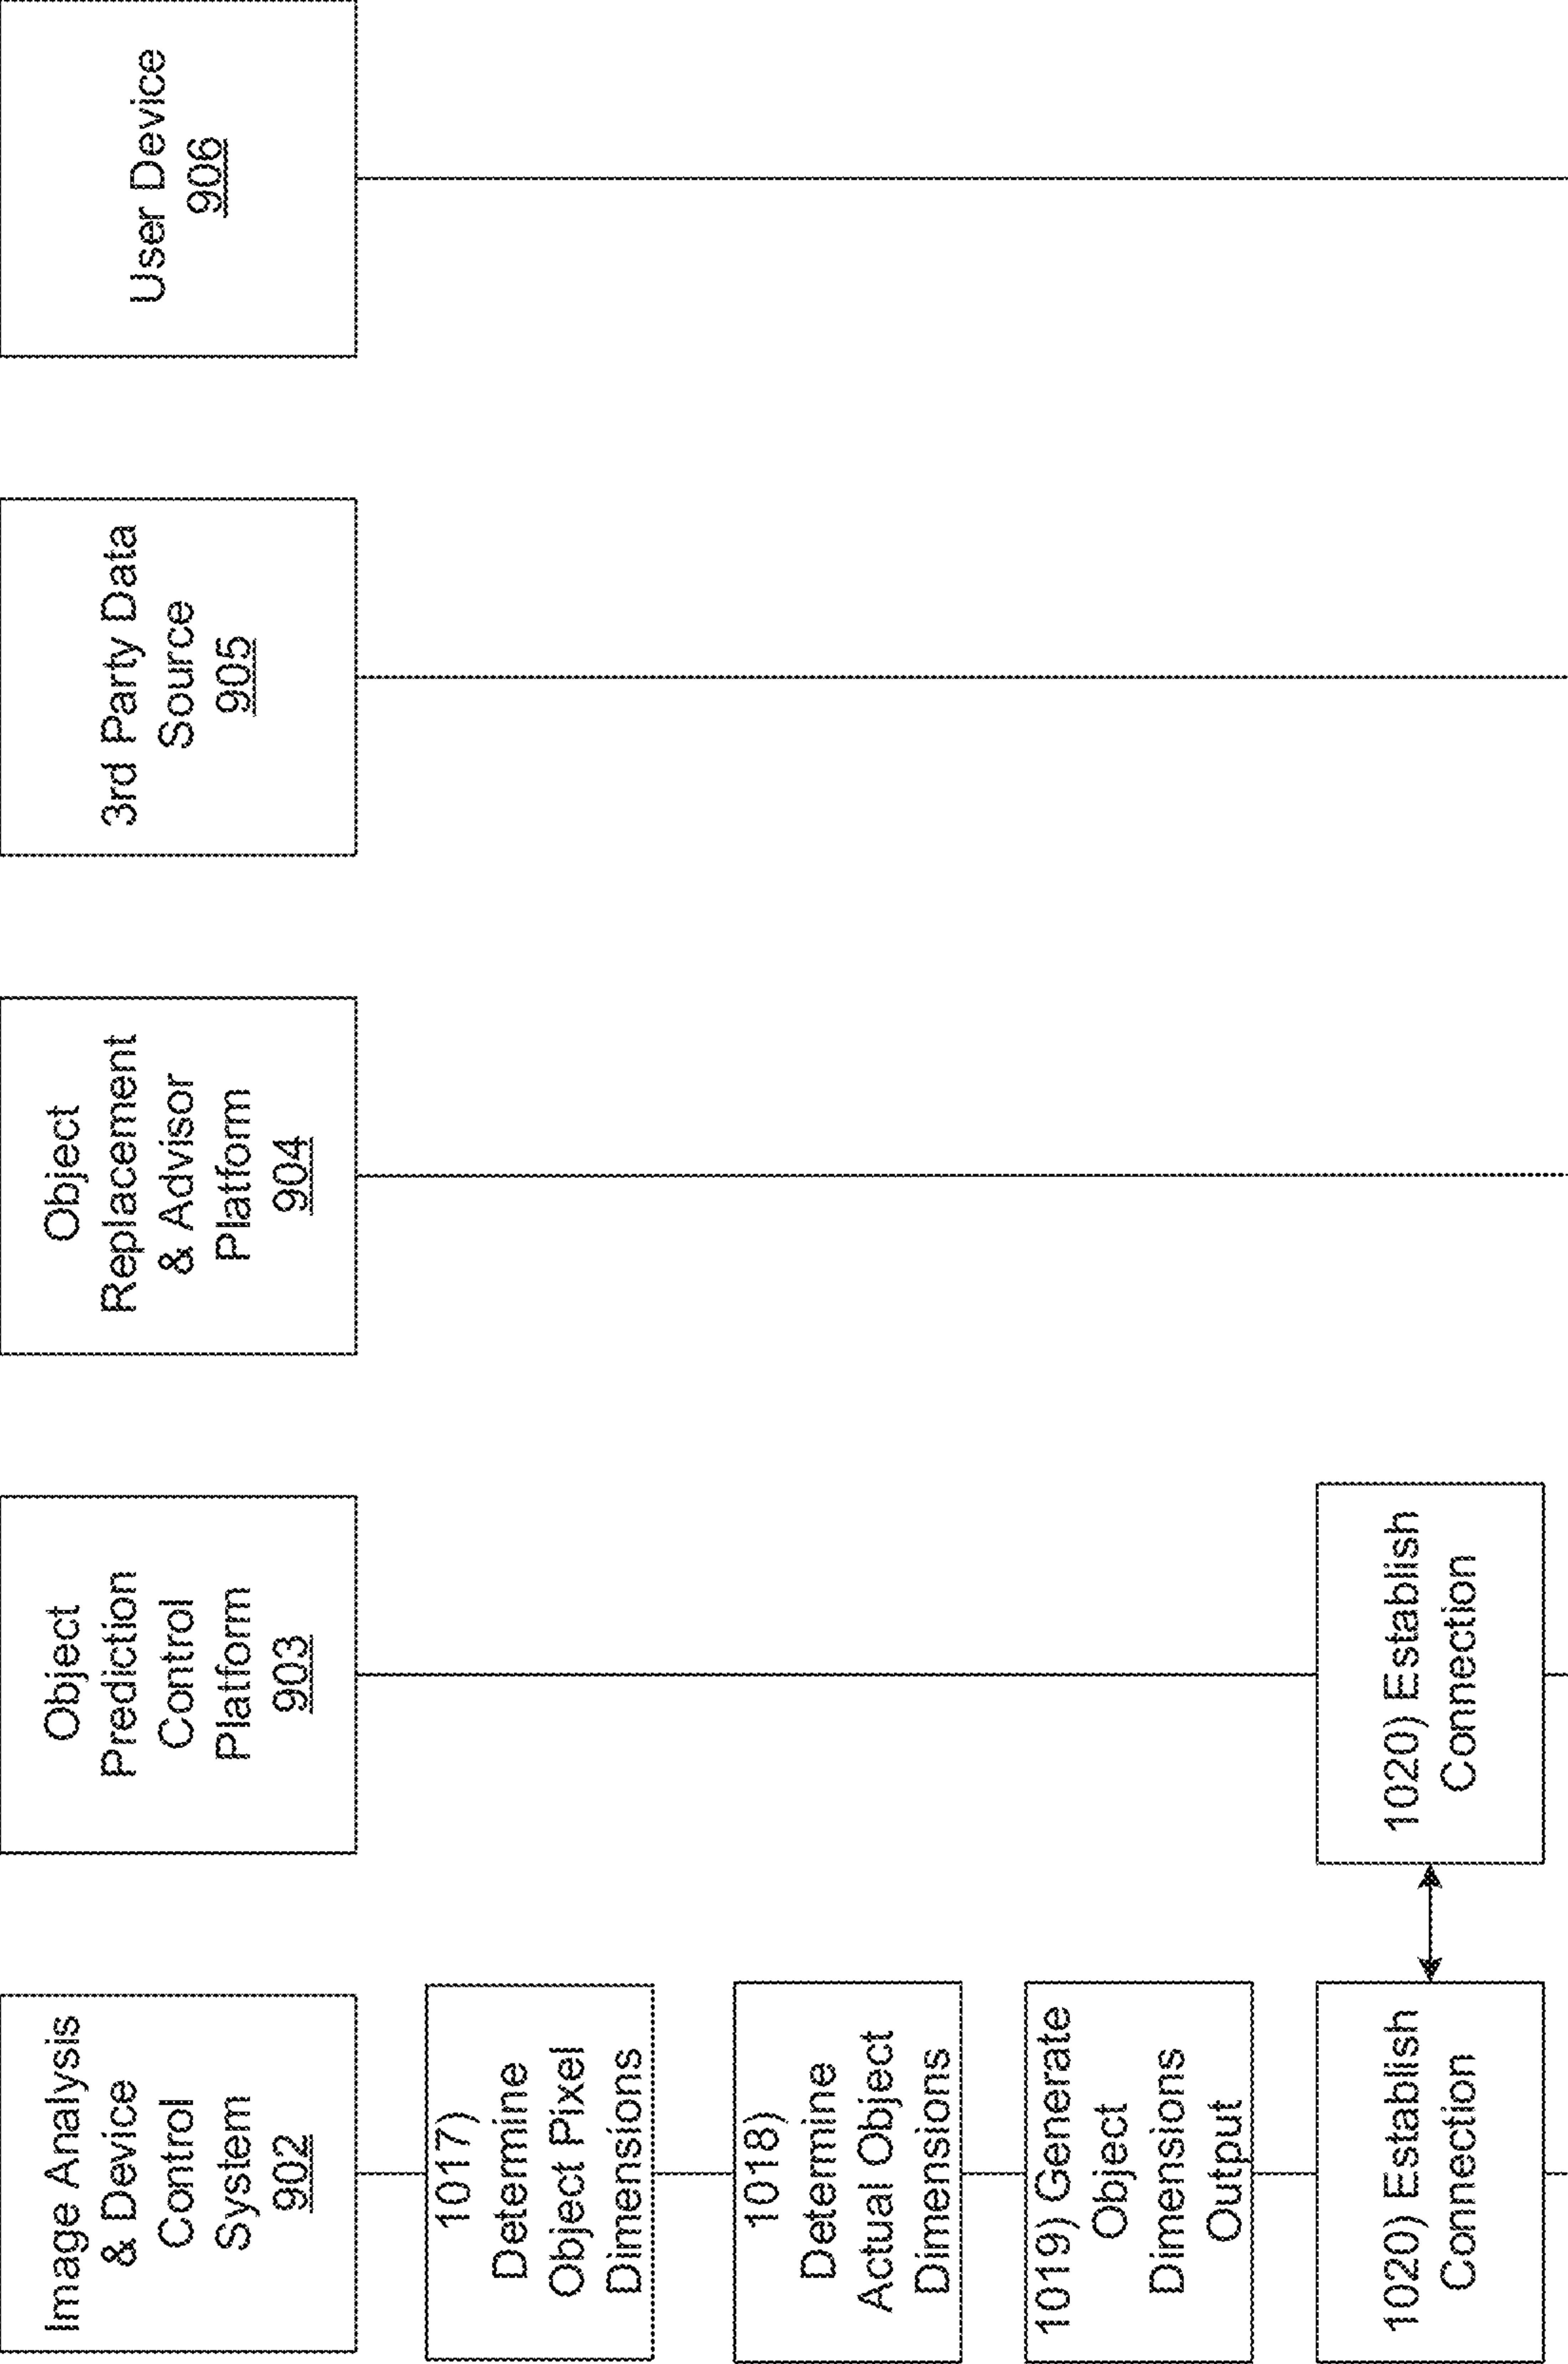 Image Analysis
& Device
Control
System
902
Object
Prediction
Control
Platform
903
Object
Replacement
& Advisor
Platform
904
3rd Party Data
Source
905
User Device
906
1017)
Determine
Object Pixel
Dimensions
1018)
Determine
Actual Object
Dimensions
1019) Generate
Object
Dimensions
Output
1020) Establish
Connection
1020) Establish
Connection